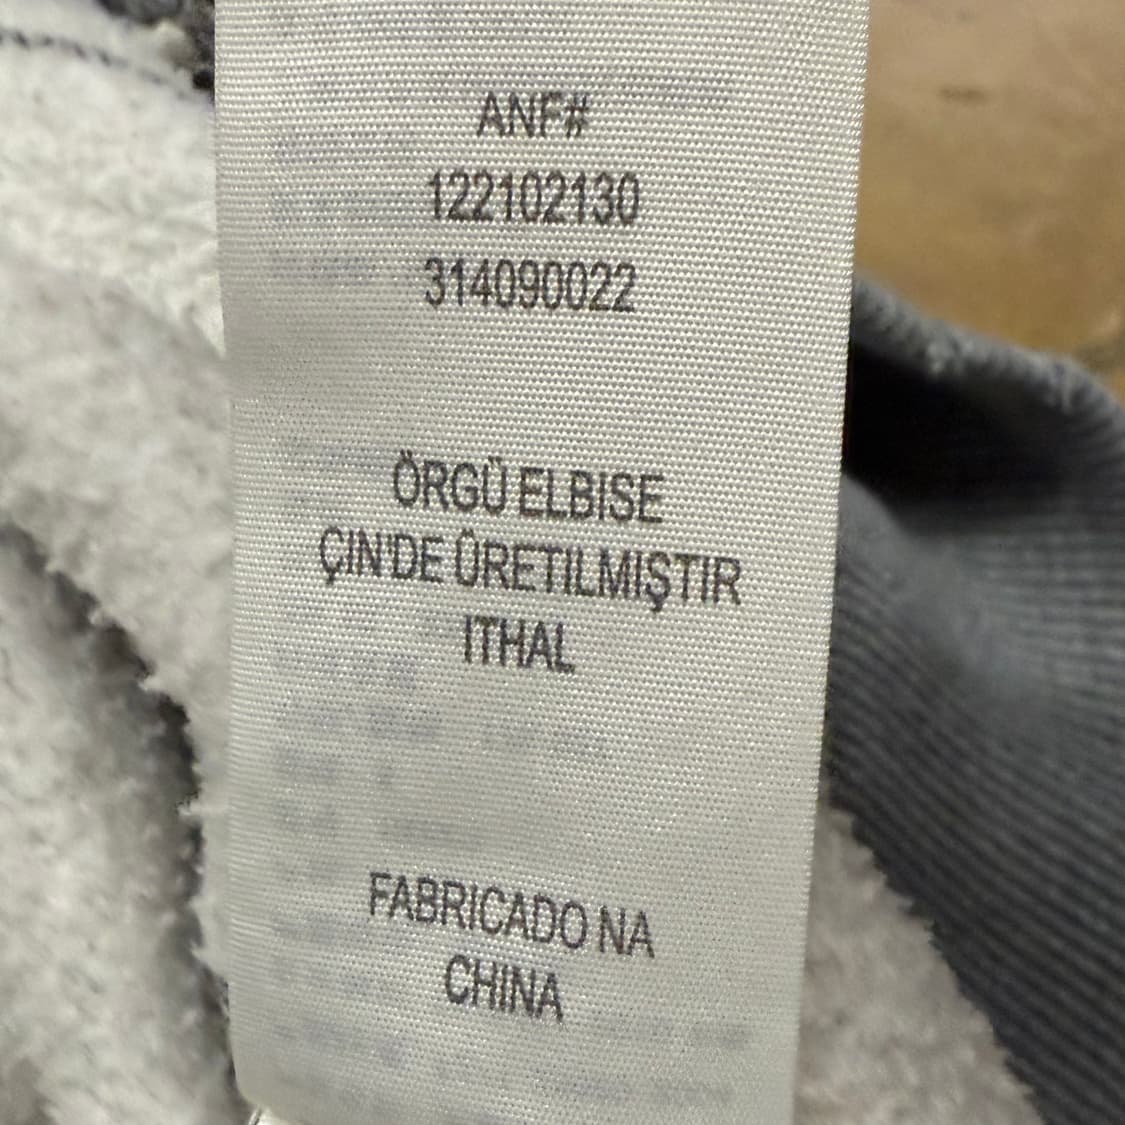 ANF#
122102130
314090022
ÖRGÜ ELBISE
ÇIN'DE ÜRETILMIŞTIR
ITHAL
FABRICADO NA
CHINA